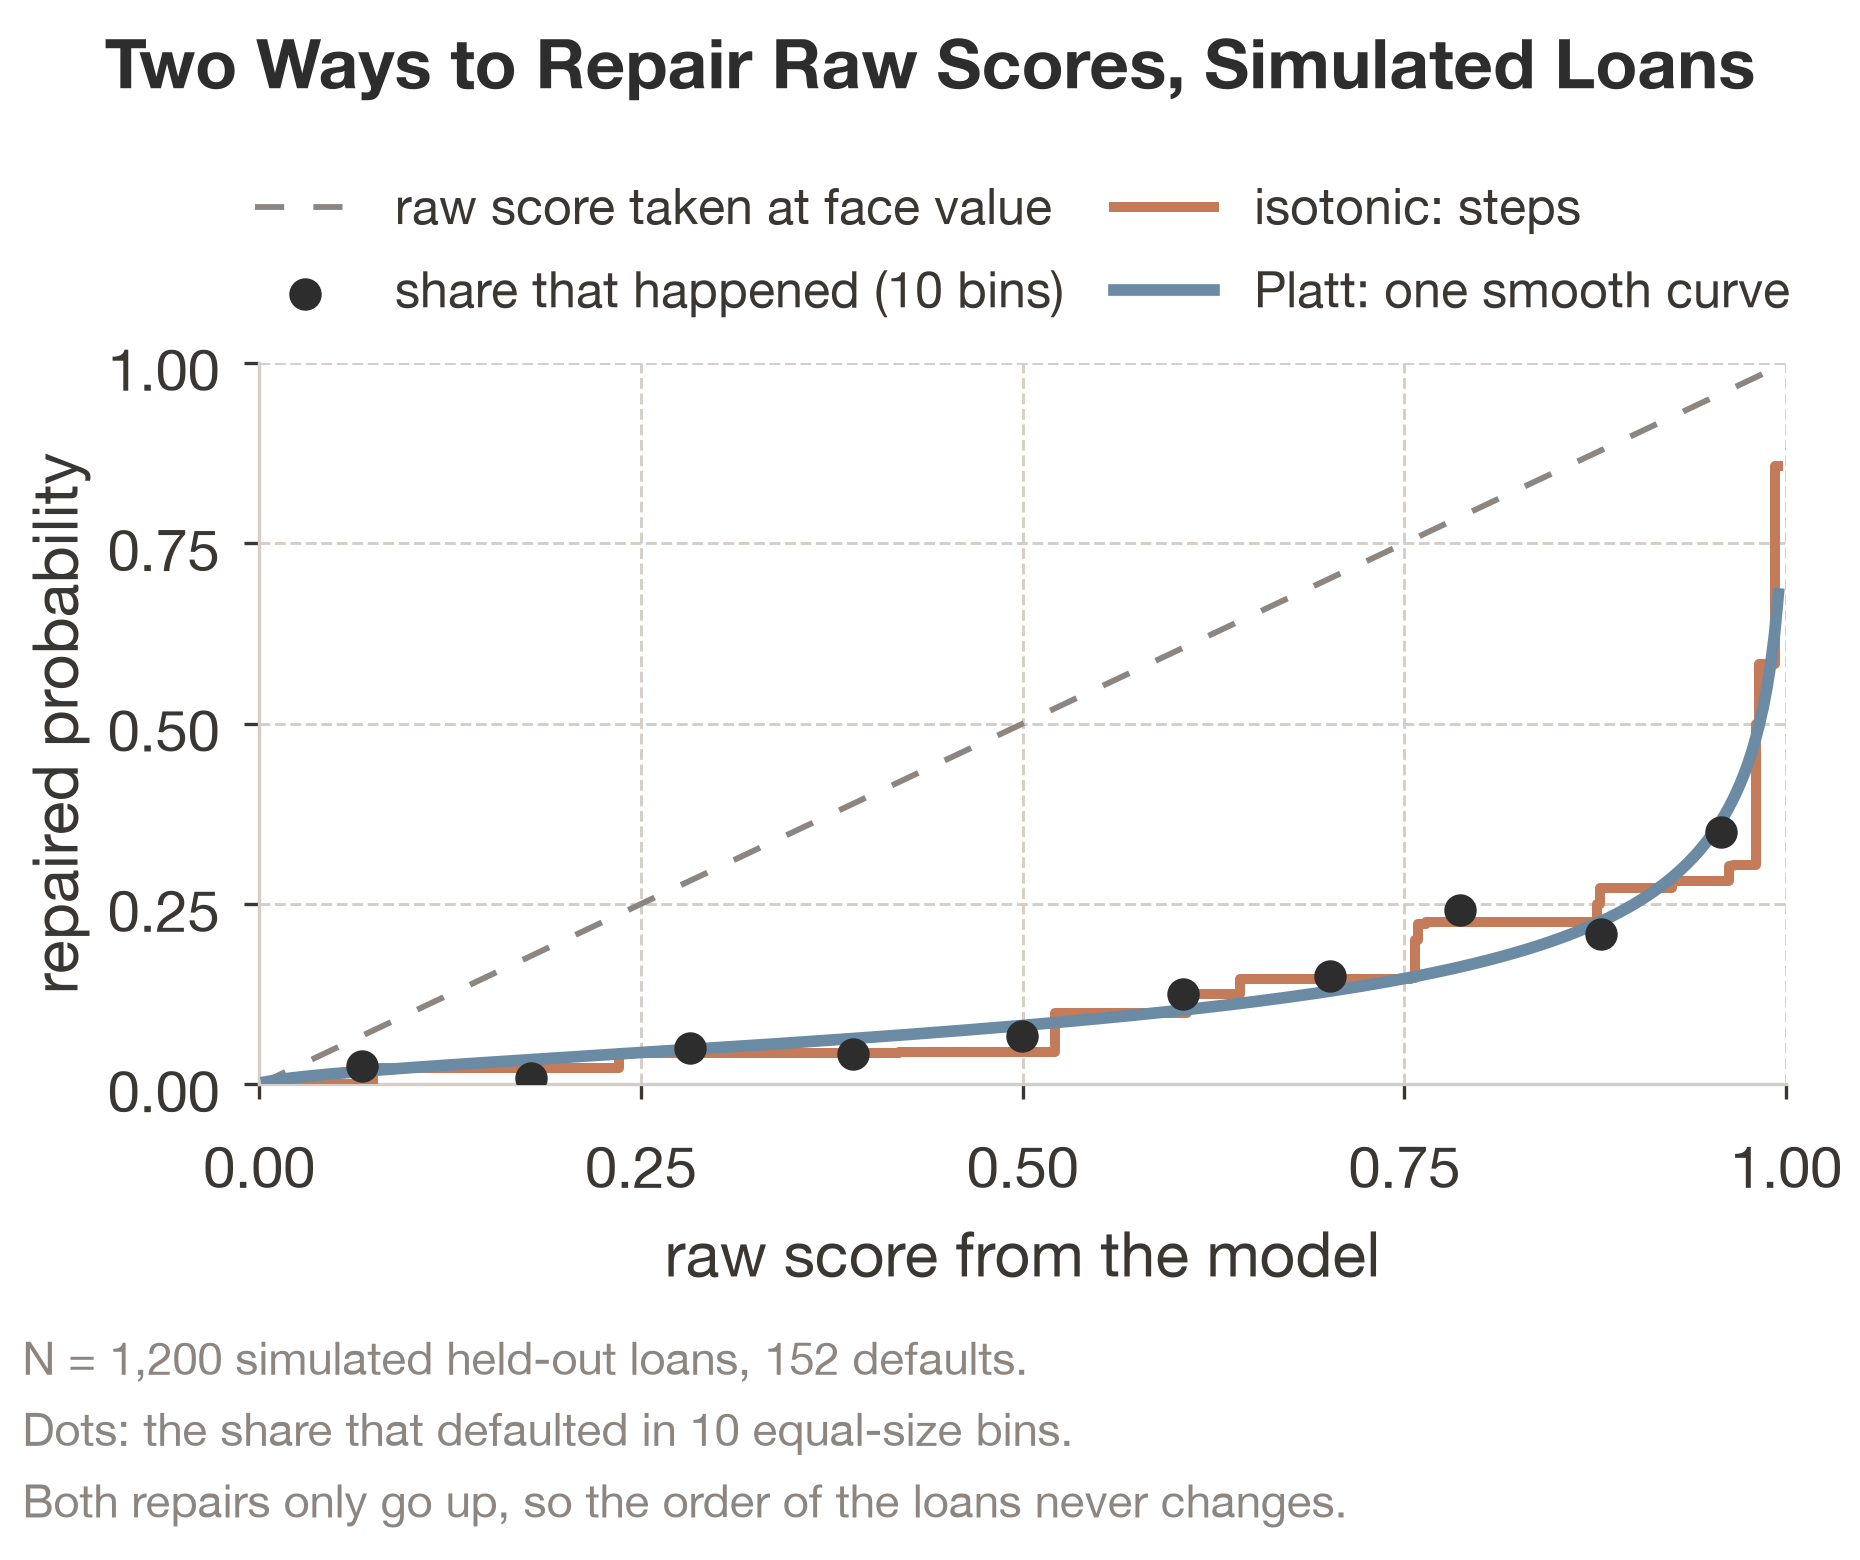 Two Ways to Repair Raw Scores, Simulated Loans
raw score taken at face value
isotonic: steps
share that happened (10 bins)
Platt: one smooth curve
1.00
0.75
0.50
0.25
0.00
repaired probability
0.00 0.25 0.50 0.75 1.00
raw score from the model
N = 1,200 simulated held-out loans, 152 defaults.
Dots: the share that defaulted in 10 equal-size bins.
Both repairs only go up, so the order of the loans never changes.